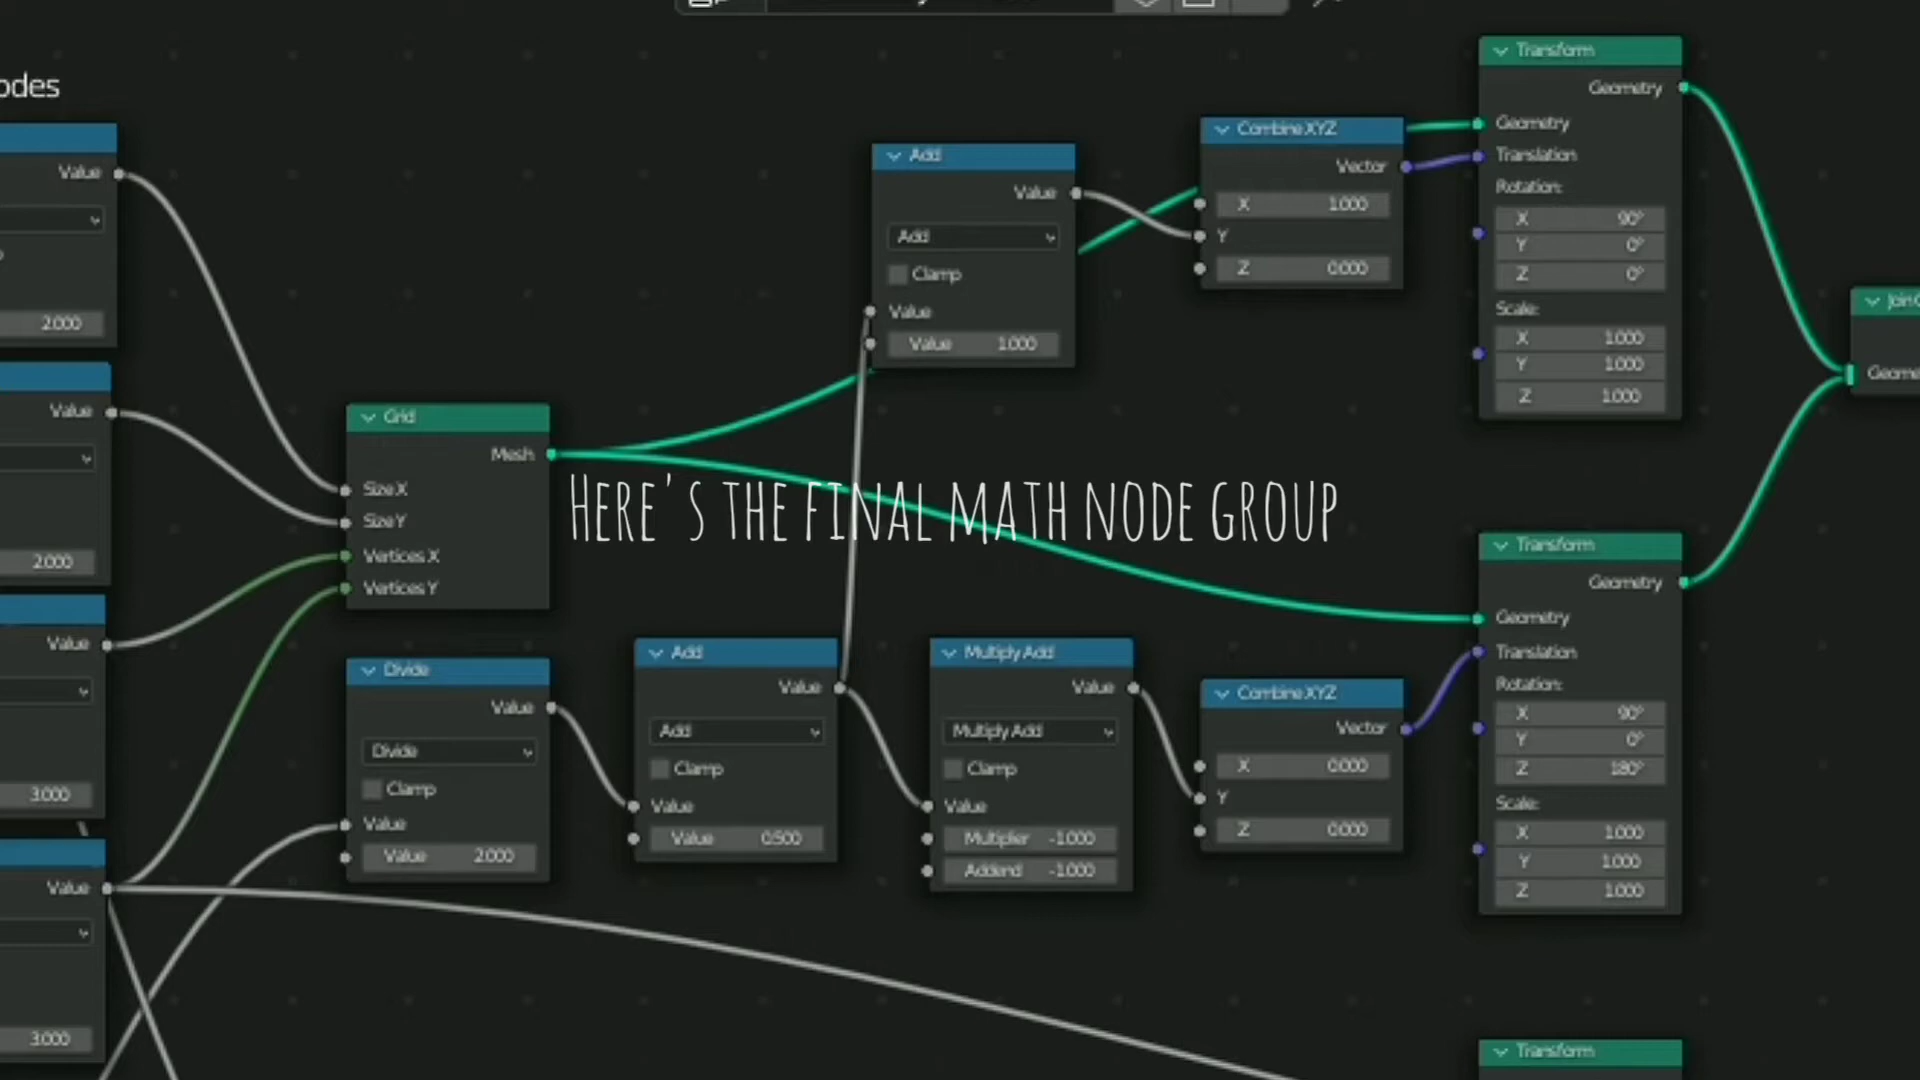 odes
Value
2.000
Value
2.000
Value
3.000
Value
3.000
Grid
Mesh
Size X
Size Y
Vertices X
Vertices Y
Divide
Value
Divide
Clamp
Value
Value 2.000
Add
Value
Add
Clamp
Value
Value 1.000
Add
Value
Add
Clamp
Value
Value 0.500
Multiply Add
Value
Multiply Add
Clamp
Value
Multiplier -1.000
Addend -1.000
Combine XYZ
Vector
X 1.000
Y
Z 0.000
Combine XYZ
Vector
X 0.000
Y
Z 0.000
Transform
Geometry
Geometry
Translation
Rotation:
X 90°
Y 0°
Z 0°
Scale:
X 1.000
Y 1.000
Z 1.000
Transform
Geometry
Geometry
Translation
Rotation:
X 90°
Y 0°
Z 180°
Scale:
X 1.000
Y 1.000
Z 1.000
Join G
Geome
Transform
HERE'S THE FINAL MATH NODE GROUP